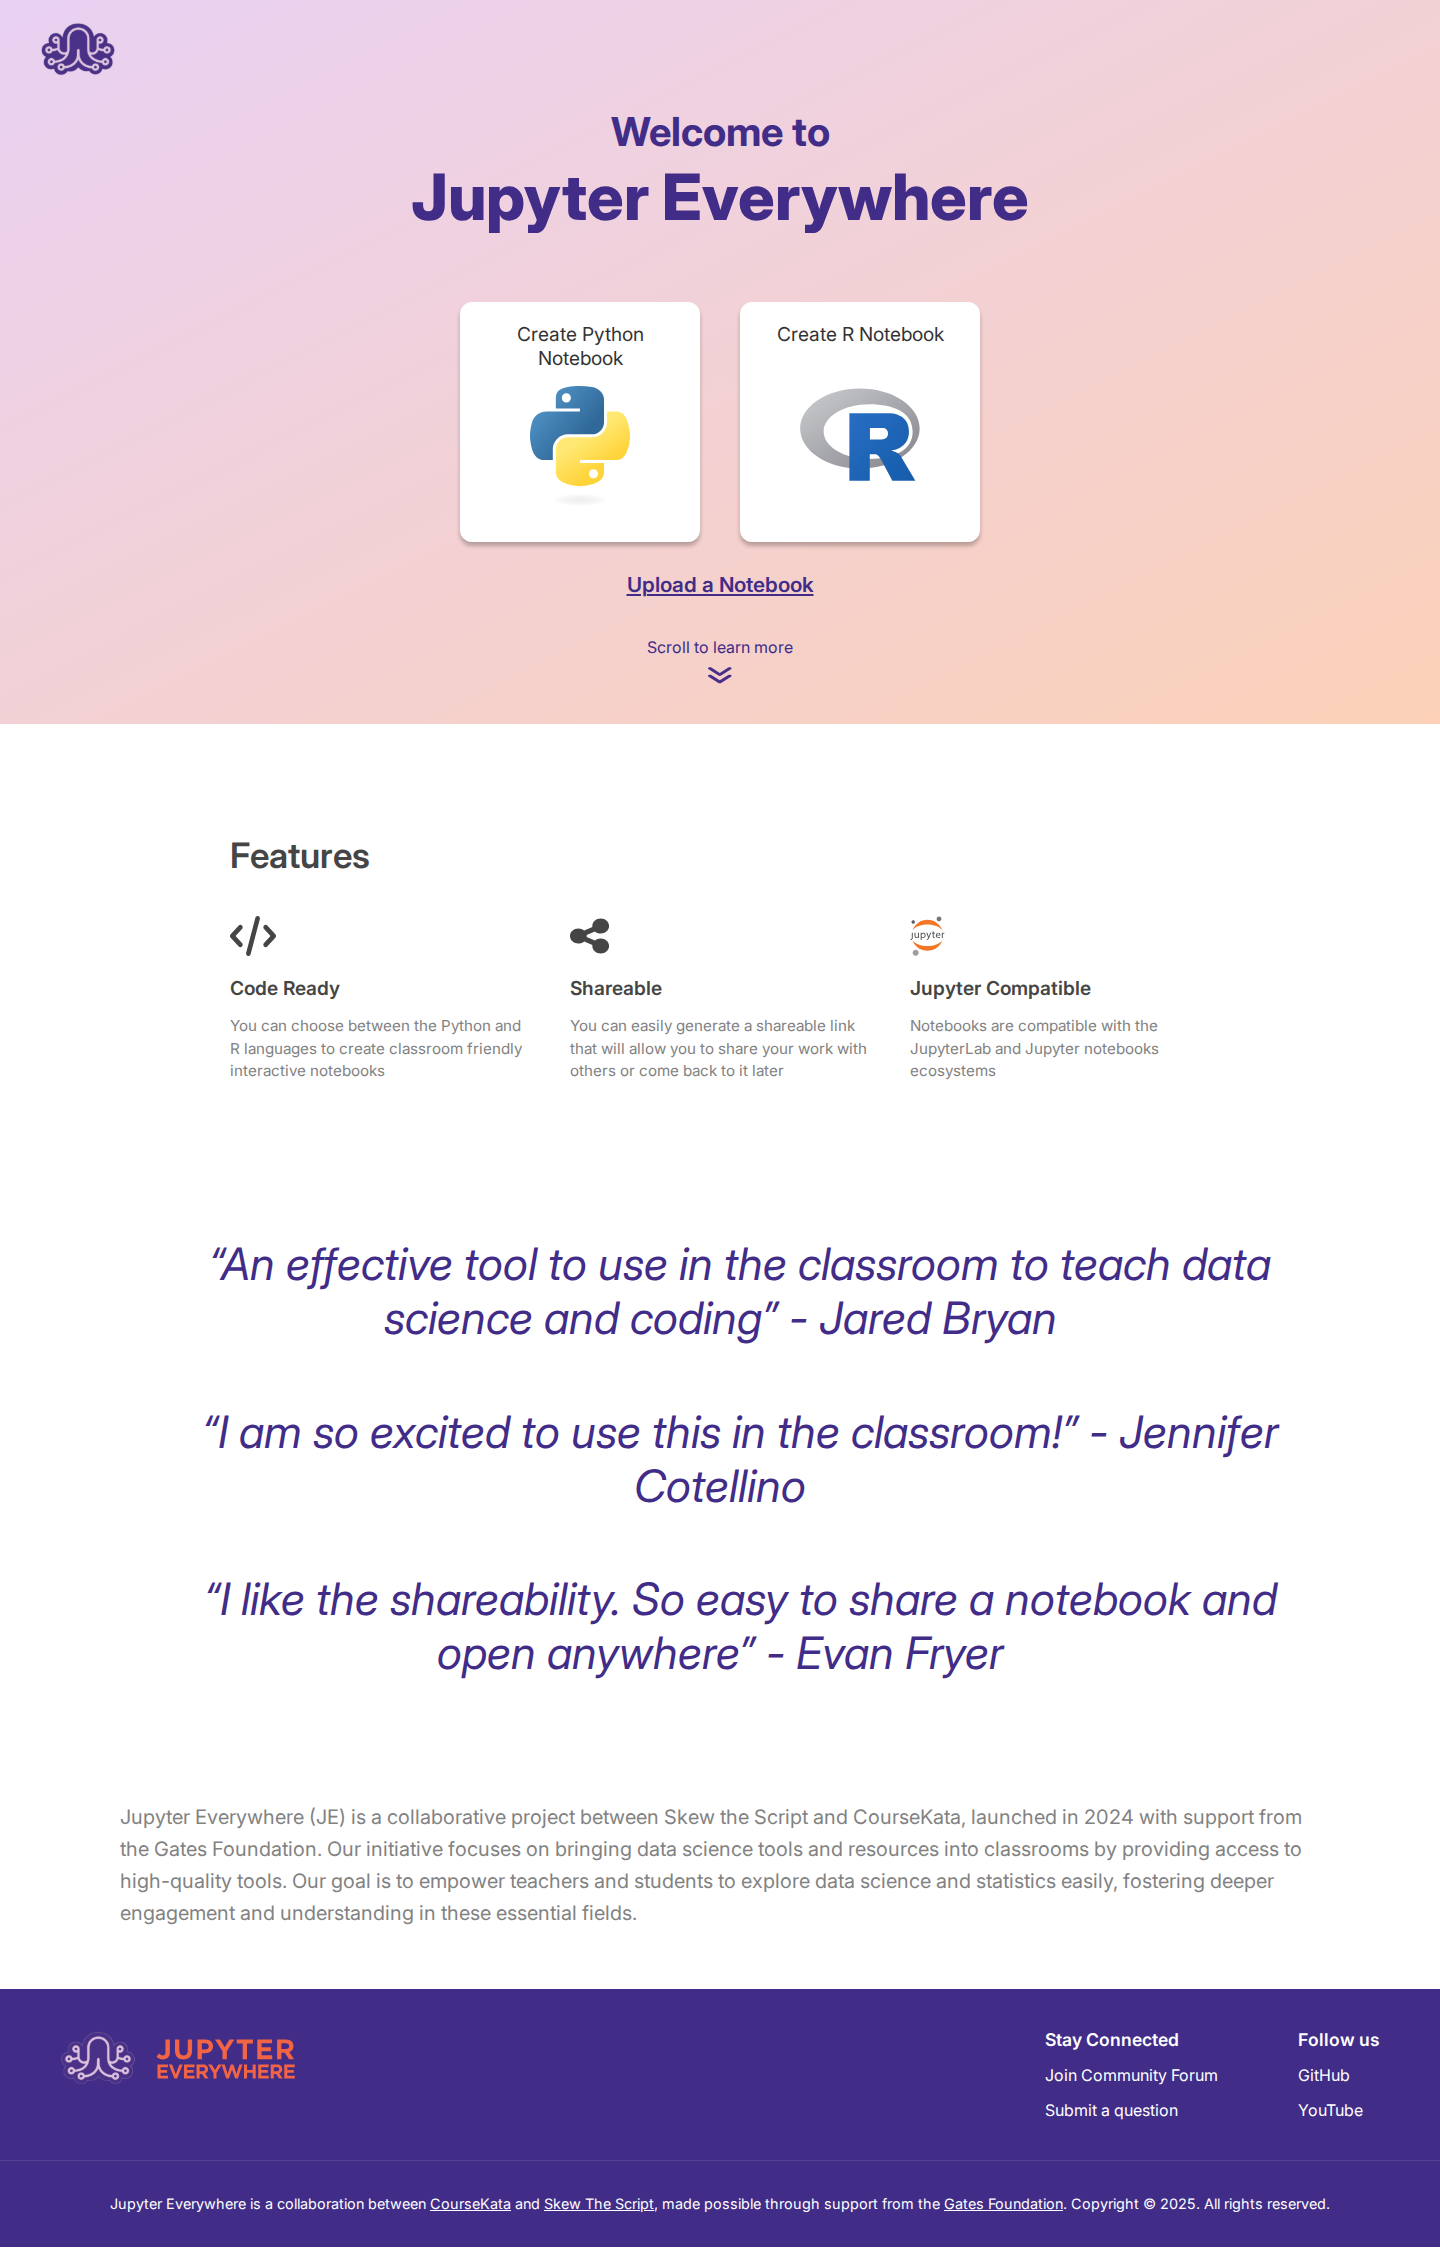 Welcome to
Jupyter Everywhere
Create Python
Notebook
Create R Notebook
R
Upload a Notebook
Scroll to learn more
Features
jupyter
Code Ready
You can choose between the Python and
R languages to create classroom friendly
interactive notebooks
Shareable
You can easily generate a shareable link
that will allow you to share your work with
others or come back to it later
Jupyter Compatible
Notebooks are compatible with the
JupyterLab and Jupyter notebooks
ecosystems
“An effective tool to use in the classroom to teach data
science and coding” - Jared Bryan
“I am so excited to use this in the classroom!” - Jennifer
Cotellino
“I like the shareability. So easy to share a notebook and
open anywhere” - Evan Fryer
Jupyter Everywhere (JE) is a collaborative project between Skew the Script and CourseKata, launched in 2024 with support from
the Gates Foundation. Our initiative focuses on bringing data science tools and resources into classrooms by providing access to
high-quality tools. Our goal is to empower teachers and students to explore data science and statistics easily, fostering deeper
engagement and understanding in these essential fields.
JUPYTER
EVERYWHERE
Stay Connected
Join Community Forum
Submit a question
Follow us
GitHub
YouTube
Jupyter Everywhere is a collaboration between CourseKata and Skew The Script, made possible through support from the Gates Foundation. Copyright © 2025. All rights reserved.